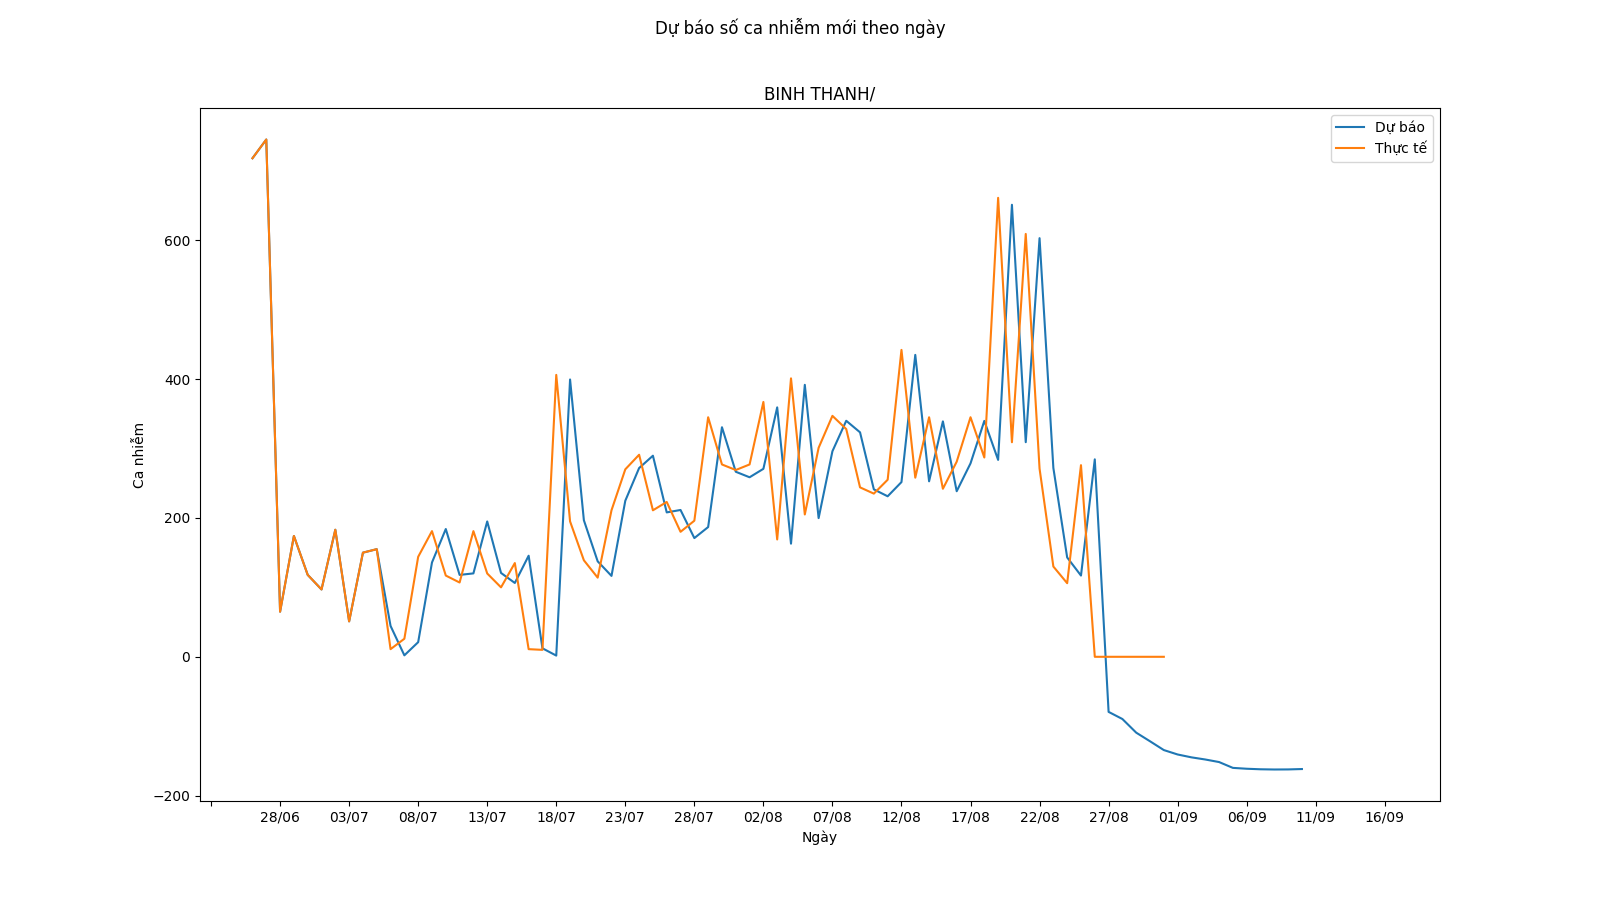 Dự báo số ca nhiễm mới theo ngày
BINH THANH/
Dự báo
Thực tế
600
400
200
0
−200
Ca nhiễm
28/06 03/07 08/07 13/07 18/07 23/07 28/07 02/08 07/08 12/08 17/08 22/08 27/08 01/09 06/09 11/09 16/09
Ngày